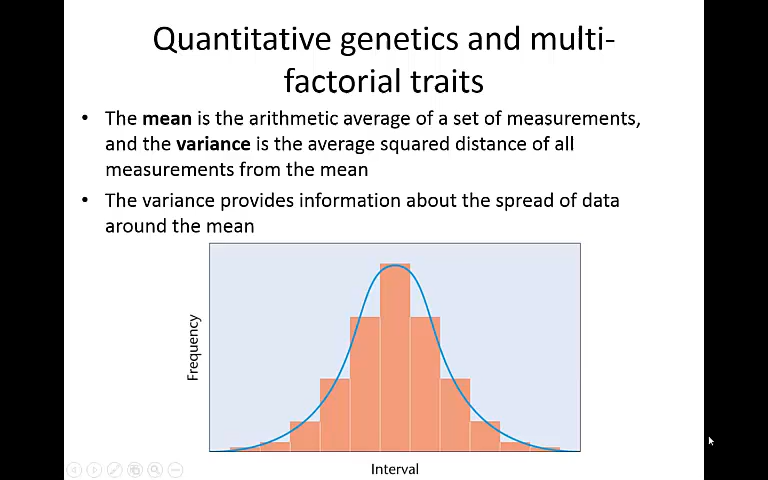 Quantitative genetics and multi-
factorial traits
• The mean is the arithmetic average of a set of measurements,
and the variance is the average squared distance of all
measurements from the mean
• The variance provides information about the spread of data
around the mean
Frequency
Interval